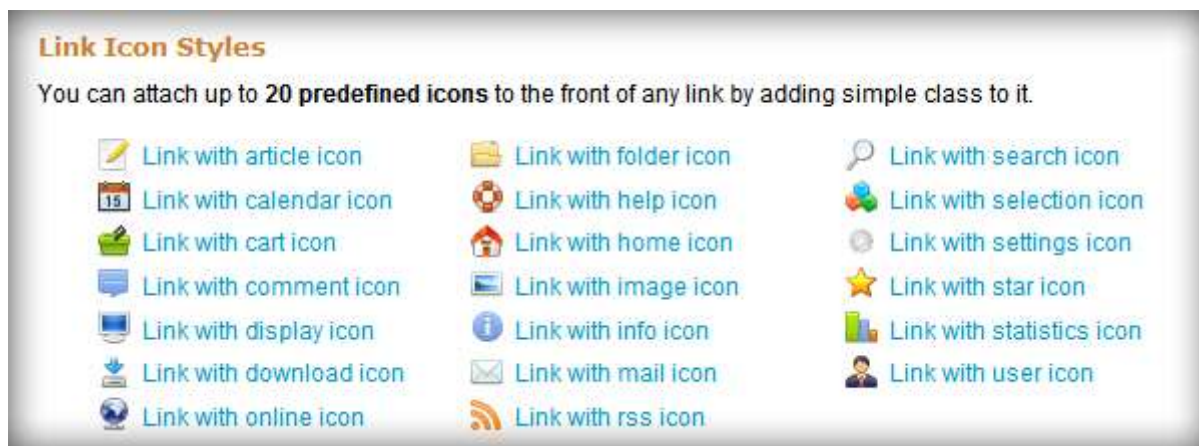 Link Icon Styles
You can attach up to 20 predefined icons to the front of any link by adding simple class to it.
Link with article icon
15 Link with calendar icon
Link with cart icon
Link with comment icon
Link with display icon
Link with download icon
Link with online icon
Link with folder icon
Link with help icon
Link with home icon
Link with image icon
i Link with info icon
Link with mail icon
Link with rss icon
Link with search icon
Link with selection icon
Link with settings icon
Link with star icon
Link with statistics icon
Link with user icon